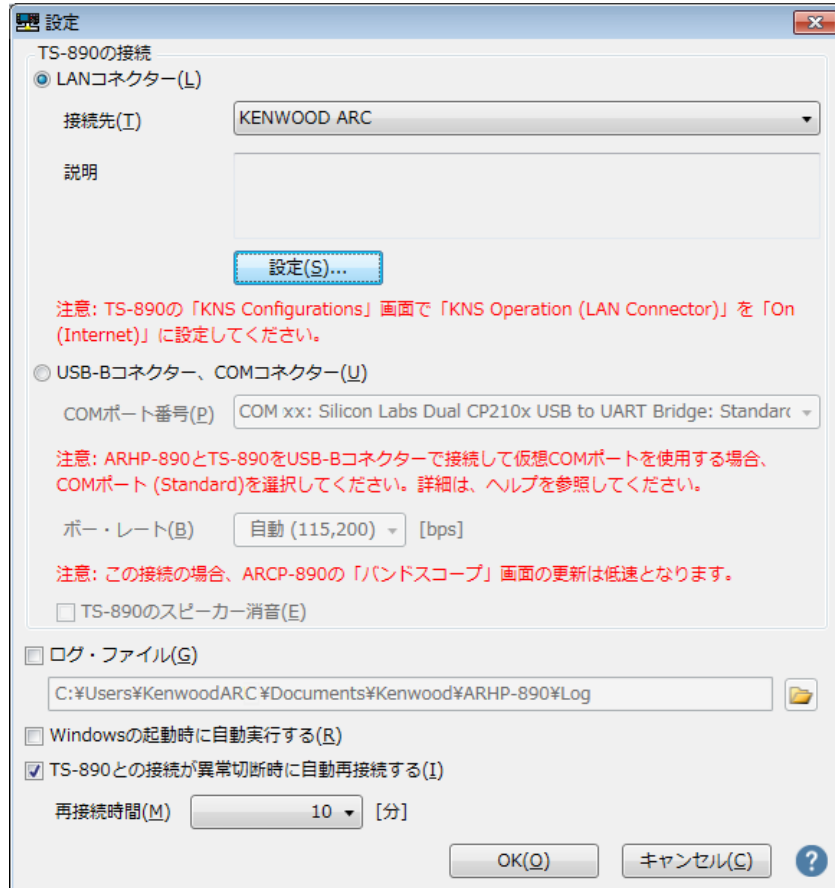 設定
TS-890の接続
LANコネクター(L)
接続先(T)
KENWOOD ARC
説明
設定(S)...
注意: TS-890の「KNS Configurations」画面で「KNS Operation (LAN Connector)」を「On
(Internet)」に設定してください。
USB-Bコネクター、COMコネクター(U)
COMポート番号(P)
COM xx: Silicon Labs Dual CP210x USB to UART Bridge: Standard
注意: ARHP-890とTS-890をUSB-Bコネクターで接続して仮想COMポートを使用する場合、
COMポート (Standard)を選択してください。詳細は、ヘルプを参照してください。
ボー・レート(B)
自動 (115,200)
[bps]
注意: この接続の場合、ARCP-890の「バンドスコープ」画面の更新は低速となります。
TS-890のスピーカー消音(E)
ログ・ファイル(G)
C:¥Users¥KenwoodARC¥Documents¥Kenwood¥ARHP-890¥Log
Windowsの起動時に自動実行する(R)
TS-890との接続が異常切断時に自動再接続する(I)
再接続時間(M)
10
[分]
OK(O)
キャンセル(C)
?